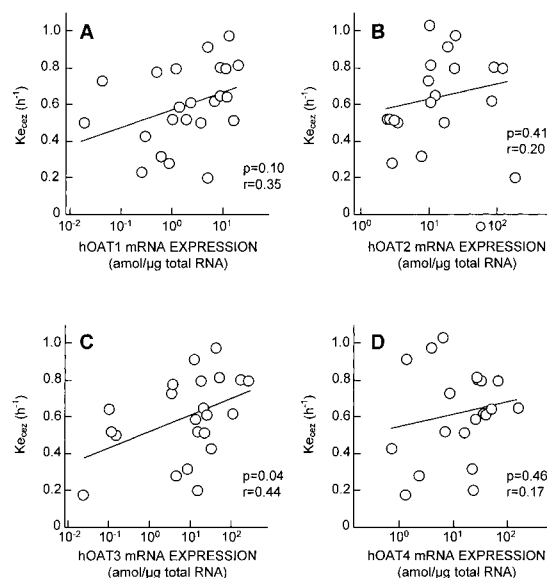 A
Ke_cez (h⁻¹)
1.0
0.8
0.6
0.4
0.2
0
p=0.10
r=0.35
10⁻² 10⁻¹ 10⁰ 10¹
hOAT1 mRNA EXPRESSION
(amol/µg total RNA)
B
Ke_cez (h⁻¹)
1.0
0.8
0.6
0.4
0.2
0
p=0.41
r=0.20
10⁰ 10¹ 10²
hOAT2 mRNA EXPRESSION
(amol/µg total RNA)
C
Ke_cez (h⁻¹)
1.0
0.8
0.6
0.4
0.2
0
p=0.04
r=0.44
10⁻² 10⁻¹ 10⁰ 10¹ 10²
hOAT3 mRNA EXPRESSION
(amol/µg total RNA)
D
Ke_cez (h⁻¹)
1.0
0.8
0.6
0.4
0.2
0
p=0.46
r=0.17
10⁰ 10¹ 10²
hOAT4 mRNA EXPRESSION
(amol/µg total RNA)